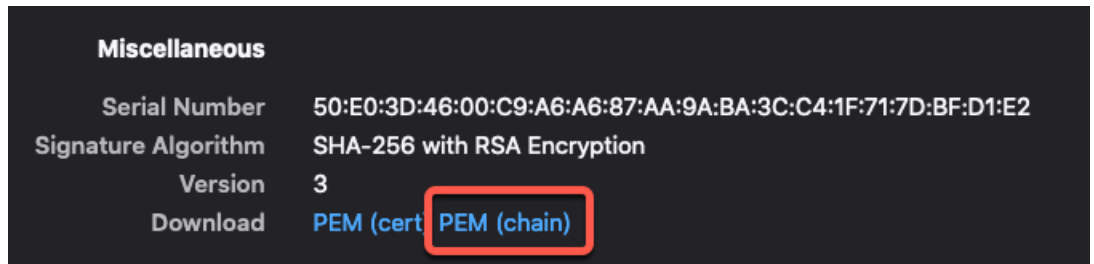 Miscellaneous
Serial Number 50:E0:3D:46:00:C9:A6:A6:87:AA:9A:BA:3C:C4:1F:71:7D:BF:D1:E2
Signature Algorithm SHA-256 with RSA Encryption
Version 3
Download PEM (cert) PEM (chain)